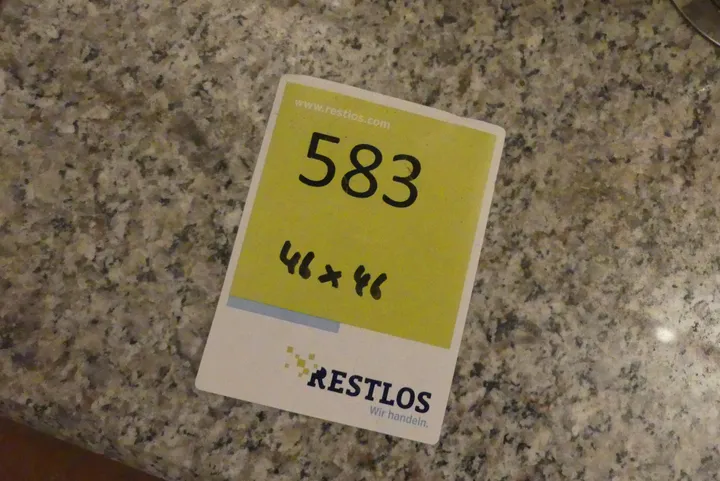 www.restlos.com
583
46 x 46
RESTLOS
Wir handeln.